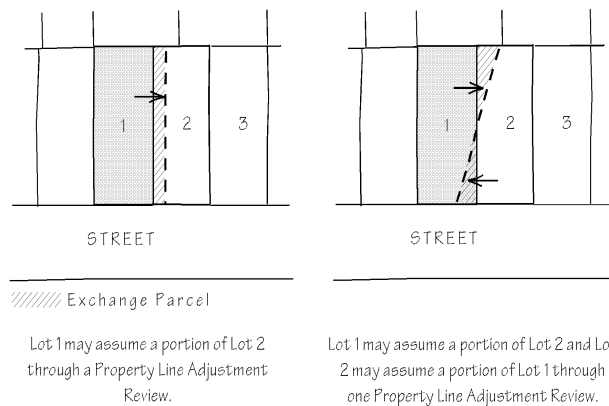 1
2
3
1
2
3
STREET
STREET
Exchange Parcel
Lot 1 may assume a portion of Lot 2
through a Property Line Adjustment
Review.
Lot 1 may assume a portion of Lot 2 and Lo
2 may assume a portion of Lot 1 through
one Property Line Adjustment Review.